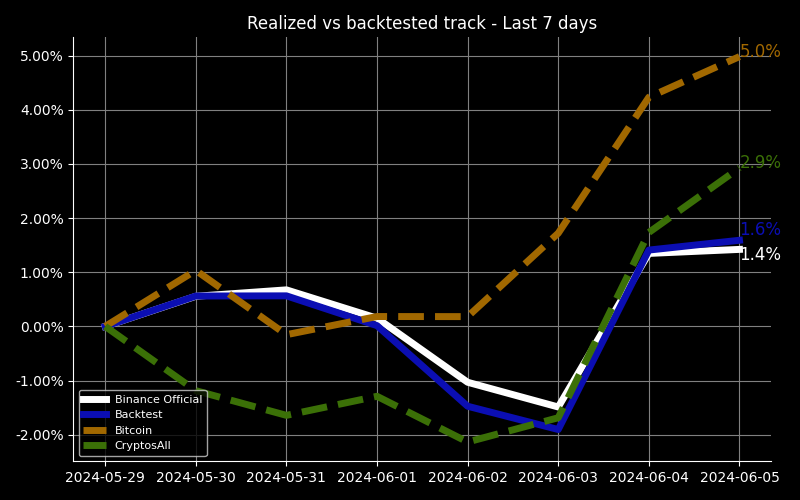 Realized vs backtested track - Last 7 days
5.00%
4.00%
3.00%
2.00%
1.00%
0.00%
-1.00%
-2.00%
5.0%
2.9%
1.6%
1.4%
Binance Official
Backtest
Bitcoin
CryptosAll
2024-05-29 2024-05-30 2024-05-31 2024-06-01 2024-06-02 2024-06-03 2024-06-04 2024-06-05